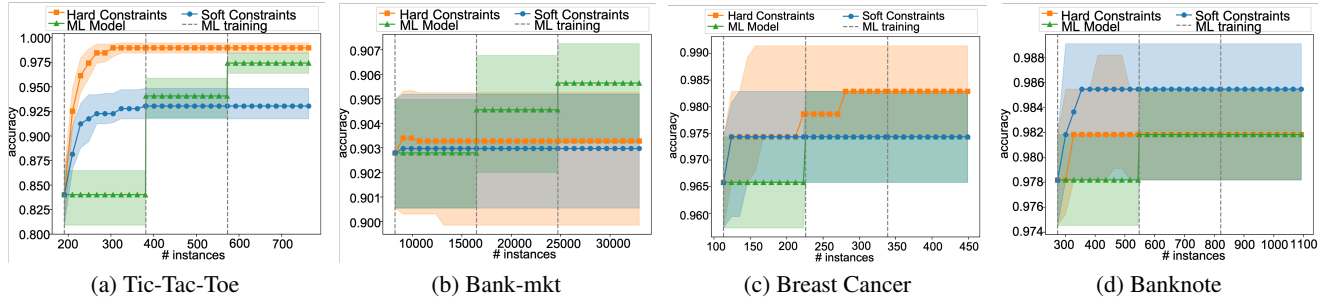 Hard Constraints Soft Constraints
ML Model ML training
1.000
0.975
0.950
0.925
0.900
0.875
0.850
0.825
0.800
accuracy
200 300 400 500 600 700
# instances
(a) Tic-Tac-Toe
Hard Constraints Soft Constraints
ML Model ML training
0.907
0.906
0.905
0.904
0.903
0.902
0.901
0.900
accuracy
10000 15000 20000 25000 30000
# instances
(b) Bank-mkt
Hard Constraints Soft Constraints
ML Model ML training
0.990
0.985
0.980
0.975
0.970
0.965
0.960
accuracy
100 150 200 250 300 350 400 450
# instances
(c) Breast Cancer
Hard Constraints Soft Constraints
ML Model ML training
0.988
0.986
0.984
0.982
0.980
0.978
0.976
0.974
accuracy
300 400 500 600 700 800 900 1000 1100
# instances
(d) Banknote